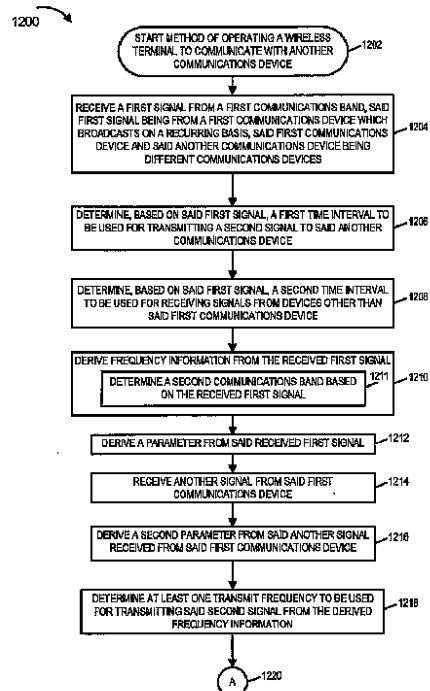 1200
START METHOD OF OPERATING A
WIRELESS
TERMINAL TO COMMUNICATE WITH ANOTHER
COMMUNICATIONS DEVICE
1202
RECEIVE A FIRST SIGNAL FROM A FIRST COMMUNICATIONS BAND, SAID
FIRST SIGNAL BEING FROM A FIRST COMMUNICATIONS DEVICE WHICH
BROADCASTS ON A RECURRING BASIS, SAID FIRST COMMUNICATIONS
DEVICE AND SAID ANOTHER COMMUNICATIONS DEVICE BEING
DIFFERENT COMMUNICATIONS DEVICES
1204
DETERMINE, BASED ON SAID FIRST SIGNAL, A FIRST TIME INTERVAL TO
BE USED FOR TRANSMITTING A SECOND SIGNAL TO SAID ANOTHER
COMMUNICATIONS DEVICE
1206
DETERMINE, BASED ON SAID FIRST SIGNAL, A SECOND TIME INTERVAL
TO BE USED FOR RECEIVING SIGNALS FROM DEVICES OTHER THAN
SAID FIRST COMMUNICATIONS DEVICE
1208
DERIVE FREQUENCY INFORMATION FROM THE RECEIVED FIRST SIGNAL
1210
DETERMINE A SECOND COMMUNICATIONS BAND BASED
ON THE RECEIVED FIRST SIGNAL
1211
DERIVE A PARAMETER FROM SAID RECEIVED FIRST SIGNAL
1212
RECEIVE ANOTHER SIGNAL FROM SAID FIRST
COMMUNICATIONS DEVICE
1214
DERIVE A SECOND PARAMETER FROM SAID ANOTHER SIGNAL
RECEIVED FROM SAID FIRST COMMUNICATIONS DEVICE
1216
DETERMINE AT LEAST ONE TRANSMIT FREQUENCY TO BE USED
FOR TRANSMITTING SAID SECOND SIGNAL FROM THE DERIVED
FREQUENCY INFORMATION
1218
A
1220